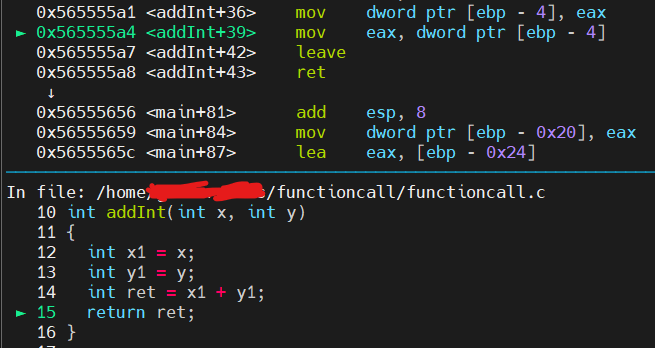 0x565555a1 <addInt+36> mov dword ptr [ebp - 4], eax
► 0x565555a4 <addInt+39> mov eax, dword ptr [ebp - 4]
0x565555a7 <addInt+42> leave
0x565555a8 <addInt+43> ret
↓
0x56555656 <main+81> add esp, 8
0x56555659 <main+84> mov dword ptr [ebp - 0x20], eax
0x5655565c <main+87> lea eax, [ebp - 0x24]
In file: /home/ s/functioncall/functioncall.c
10 int addInt(int x, int y)
11 {
12 int x1 = x;
13 int y1 = y;
14 int ret = x1 + y1;
► 15 return ret;
16 }